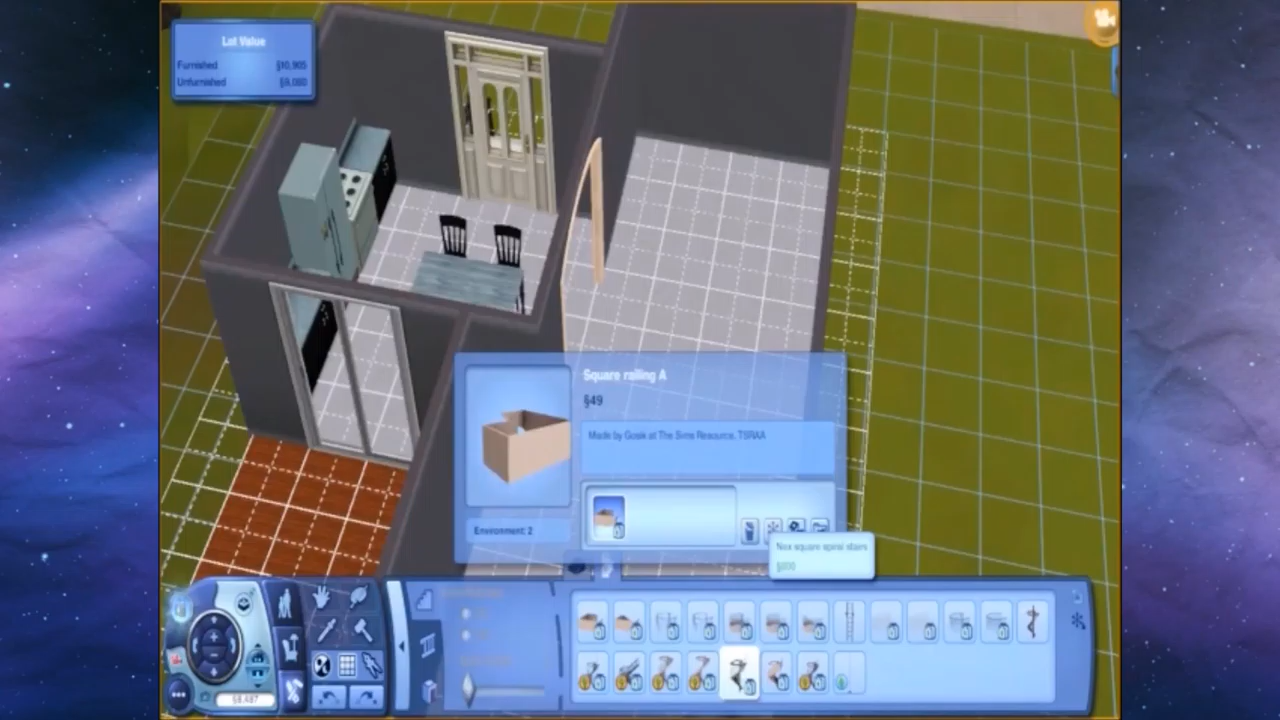 Lot Value
Furnished §10,905
Unfurnished §9,080
Square railing A
§49
Made by Gosik at The Sims Resource. TSRAA
Environment: 2
Nox square spiral stairs
§8,487